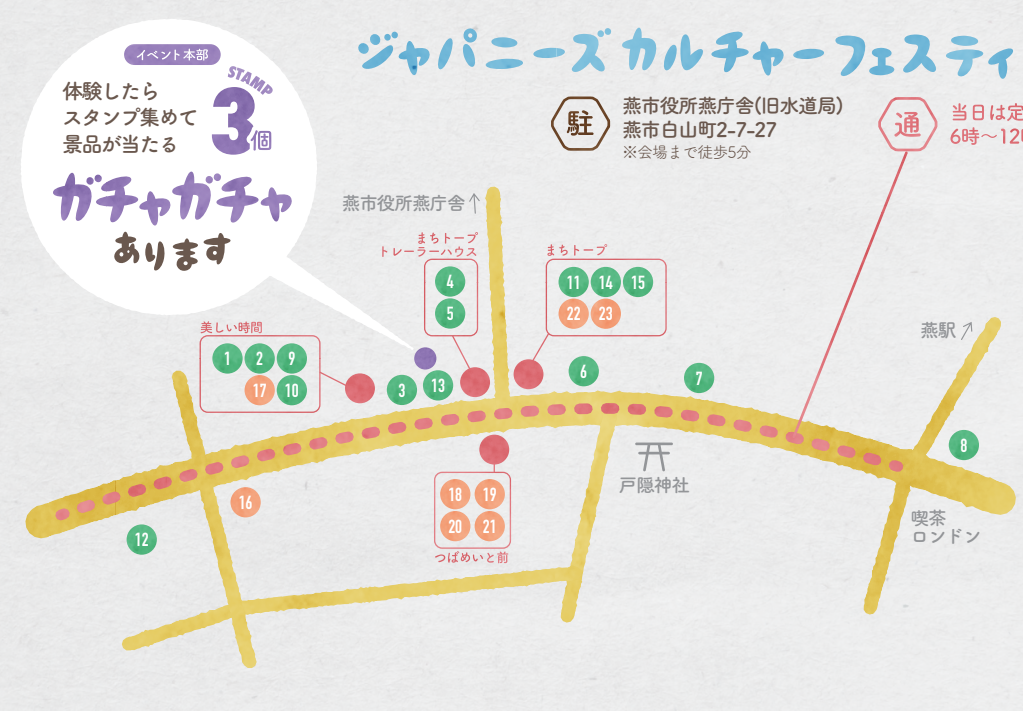 イベント本部
体験したら
スタンプ集めて
景品が当たる
STAMP
3個
ガチャガチャ
あります
ジャパニーズ カルチャーフェスティ
駐
燕市役所燕庁舎(旧水道局)
燕市白山町2-7-27
※会場まで徒歩5分
通
当日は定
6時〜12
燕市役所燕庁舎↑
まちトープ
トレーラーハウス
4
5
まちトープ
11 14 15
22 23
美しい時間
1 2 9
17 10
3
13
6
7
燕駅↗
8
戸隠神社
喫茶
ロンドン
16
12
18 19
20 21
つばめいと前